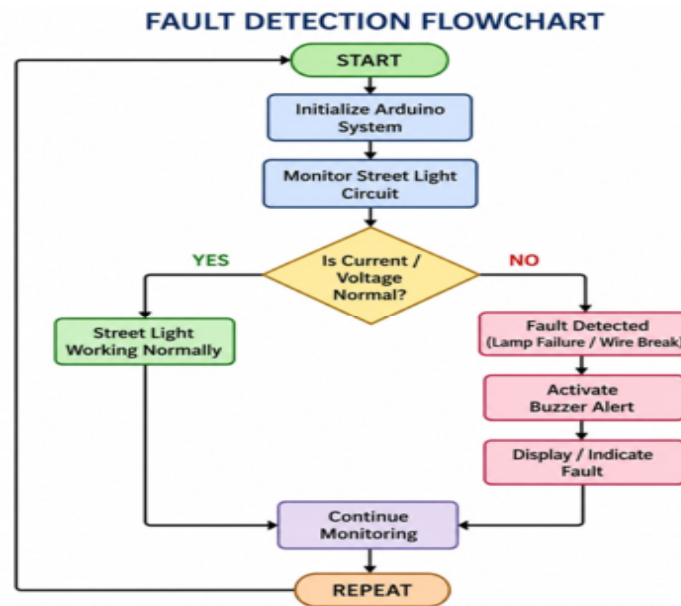 FAULT DETECTION FLOWCHART
START
Initialize Arduino
System
Monitor Street Light
Circuit
Is Current /
Voltage
Normal?
YES
NO
Street Light
Working Normally
Fault Detected
(Lamp Failure / Wire Break)
Activate
Buzzer Alert
Display / Indicate
Fault
Continue
Monitoring
REPEAT